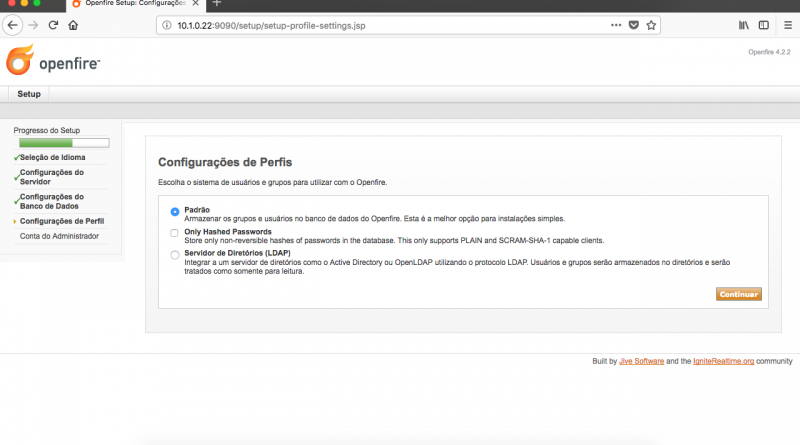 Openfire Setup: Configurações
10.1.0.22:9090/setup/setup-profile-settings.jsp
openfire™
Openfire 4.2.2
Setup
Progresso do Setup
Seleção de Idioma
Configurações do
Servidor
Configurações do
Banco de Dados
Configurações de Perfil
Conta do Administrador
Configurações de Perfis
Escolha o sistema de usuários e grupos para utilizar com o Openfire.
Padrão
Armazenar os grupos e usuários no banco de dados do Openfire. Esta é a melhor opção para instalações simples.
Only Hashed Passwords
Store only non-reversible hashes of passwords in the database. This only supports PLAIN and SCRAM-SHA-1 capable clients.
Servidor de Diretórios (LDAP)
Integrar a um servidor de diretórios como o Active Directory ou OpenLDAP utilizando o protocolo LDAP. Usuários e grupos serão armazenados no diretórios e serão
tratados como somente para leitura.
Continuar
Built by Jive Software and the IgniteRealtime.org community